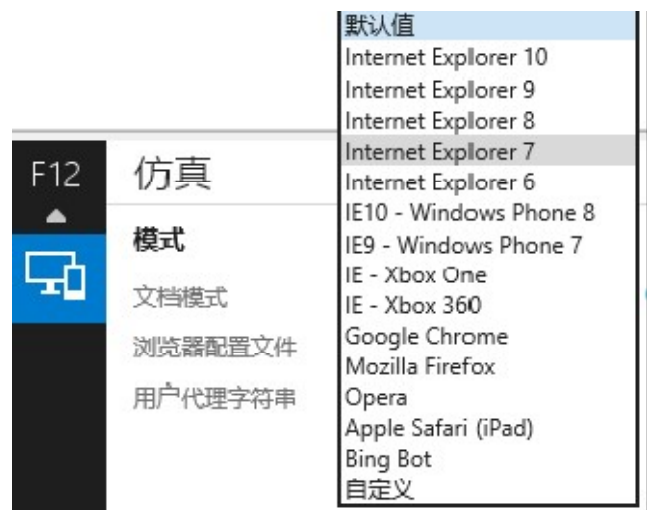 默认值
Internet Explorer 10
Internet Explorer 9
Internet Explorer 8
Internet Explorer 7
Internet Explorer 6
IE10 - Windows Phone 8
IE9 - Windows Phone 7
IE - Xbox One
IE - Xbox 360
Google Chrome
Mozilla Firefox
Opera
Apple Safari (iPad)
Bing Bot
自定义
F12
仿真
模式
文档模式
浏览器配置文件
用户代理字符串